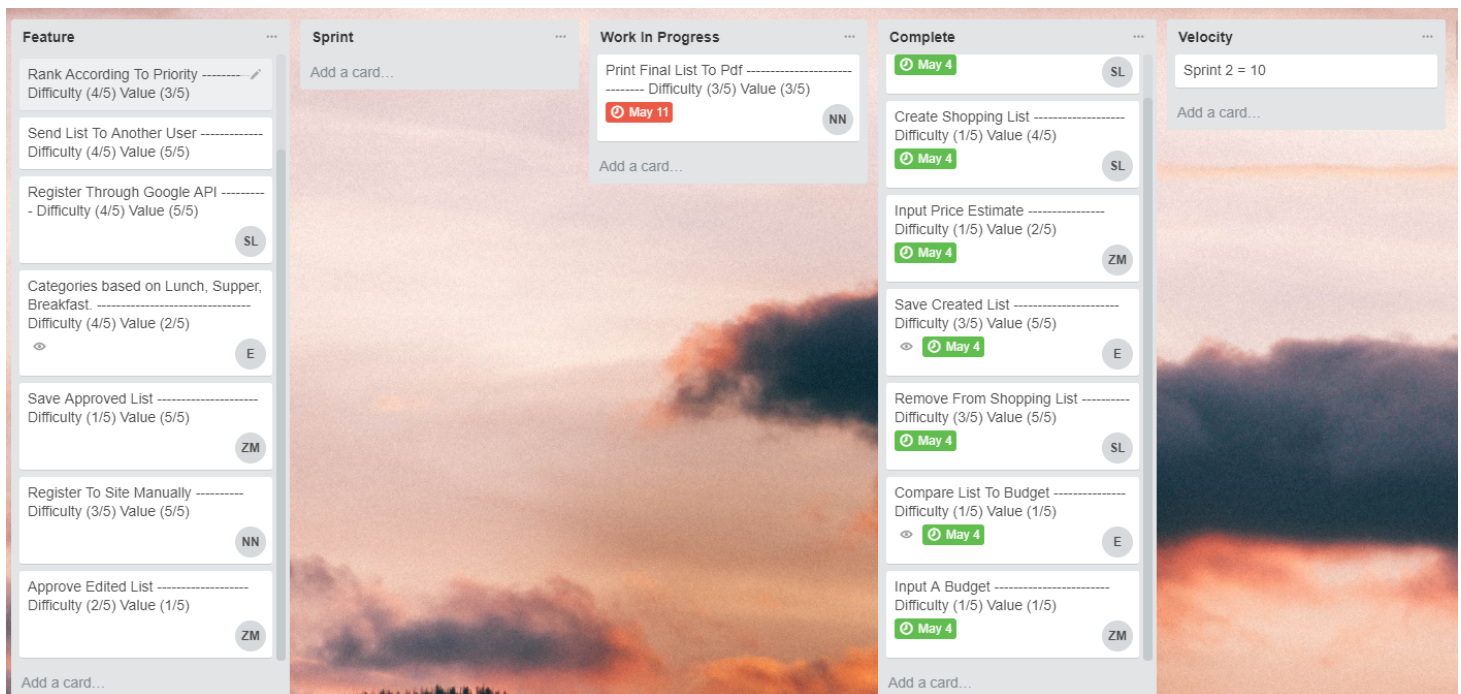 Feature
Rank According To Priority --------
Difficulty (4/5) Value (3/5)
Send List To Another User -------------
Difficulty (4/5) Value (5/5)
Register Through Google API ---------
- Difficulty (4/5) Value (5/5)
SL
Categories based on Lunch, Supper,
Breakfast. --------------------------------
Difficulty (4/5) Value (2/5)
E
Save Approved List ---------------------
Difficulty (1/5) Value (5/5)
ZM
Register To Site Manually ----------
Difficulty (3/5) Value (5/5)
NN
Approve Edited List -------------------
Difficulty (2/5) Value (1/5)
ZM
Add a card...
Sprint
Add a card...
Work In Progress
Print Final List To Pdf ----------------------
--------- Difficulty (3/5) Value (3/5)
May 11
NN
Add a card...
Complete
May 4
SL
Create Shopping List -------------------
Difficulty (1/5) Value (4/5)
May 4
SL
Input Price Estimate ----------------
Difficulty (1/5) Value (2/5)
May 4
ZM
Save Created List ----------------------
Difficulty (3/5) Value (5/5)
May 4
E
Remove From Shopping List ----------
Difficulty (3/5) Value (5/5)
May 4
SL
Compare List To Budget ---------------
Difficulty (1/5) Value (1/5)
May 4
E
Input A Budget ------------------------
Difficulty (1/5) Value (1/5)
May 4
ZM
Add a card...
Velocity
Sprint 2 = 10
Add a card...